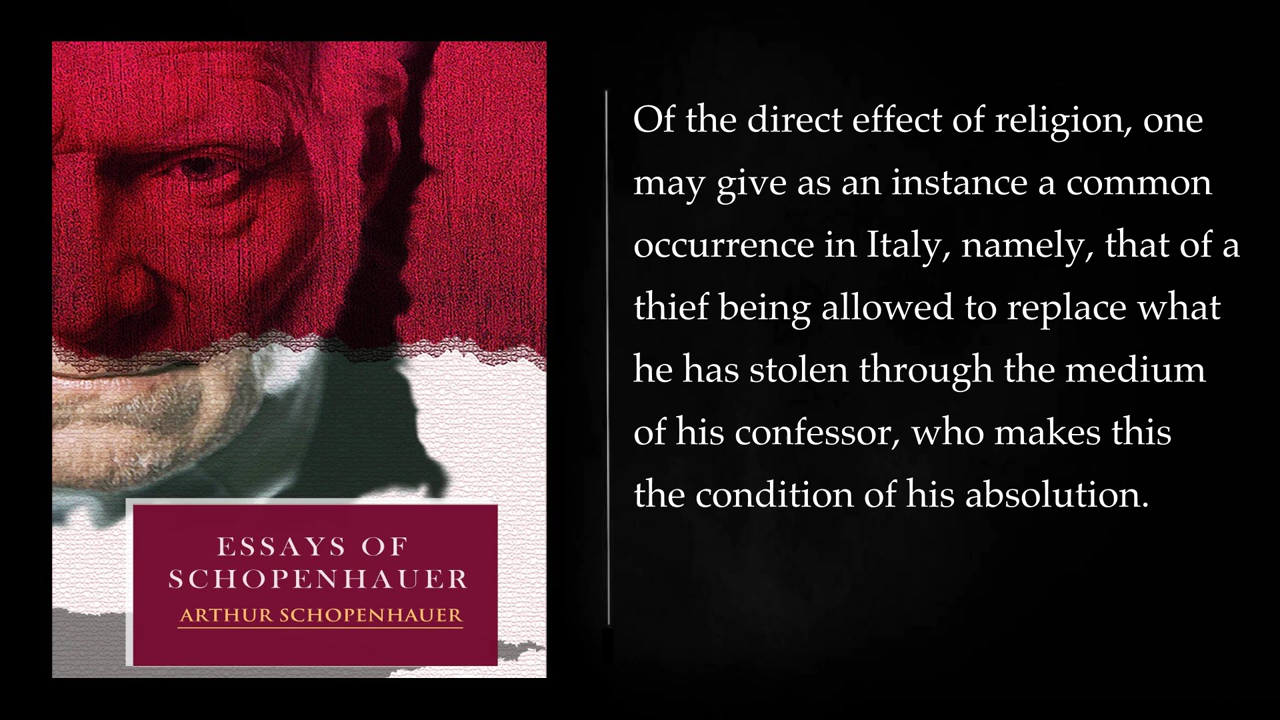 ESSAYS OF
SCHOPENHAUER
ARTHUR SCHOPENHAUER
Of the direct effect of religion, one
may give as an instance a common
occurrence in Italy, namely, that of a
thief being allowed to replace what
he has stolen through the medium
of his confessor, who makes this
the condition of his absolution.